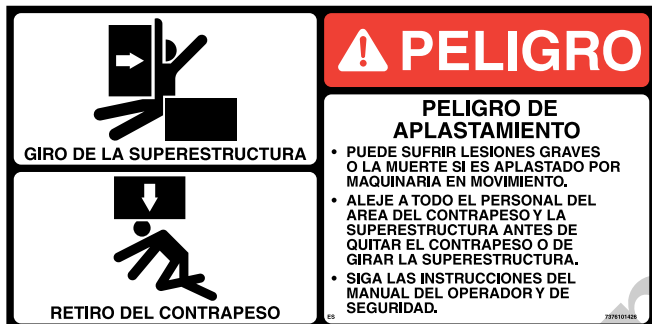 GIRO DE LA SUPERESTRUCTURA
RETIRO DEL CONTRAPESO
PELIGRO
PELIGRO DE
APLASTAMIENTO
• PUEDE SUFRIR LESIONES GRAVES
O LA MUERTE SI ES APLASTADO POR
MAQUINARIA EN MOVIMIENTO.
• ALEJE A TODO EL PERSONAL DEL
AREA DEL CONTRAPESO Y LA
SUPERESTRUCTURA ANTES DE
QUITAR EL CONTRAPESO O DE
GIRAR LA SUPERESTRUCTURA.
• SIGA LAS INSTRUCCIONES DEL
MANUAL DEL OPERADOR Y DE
SEGURIDAD.
ES
7376101426